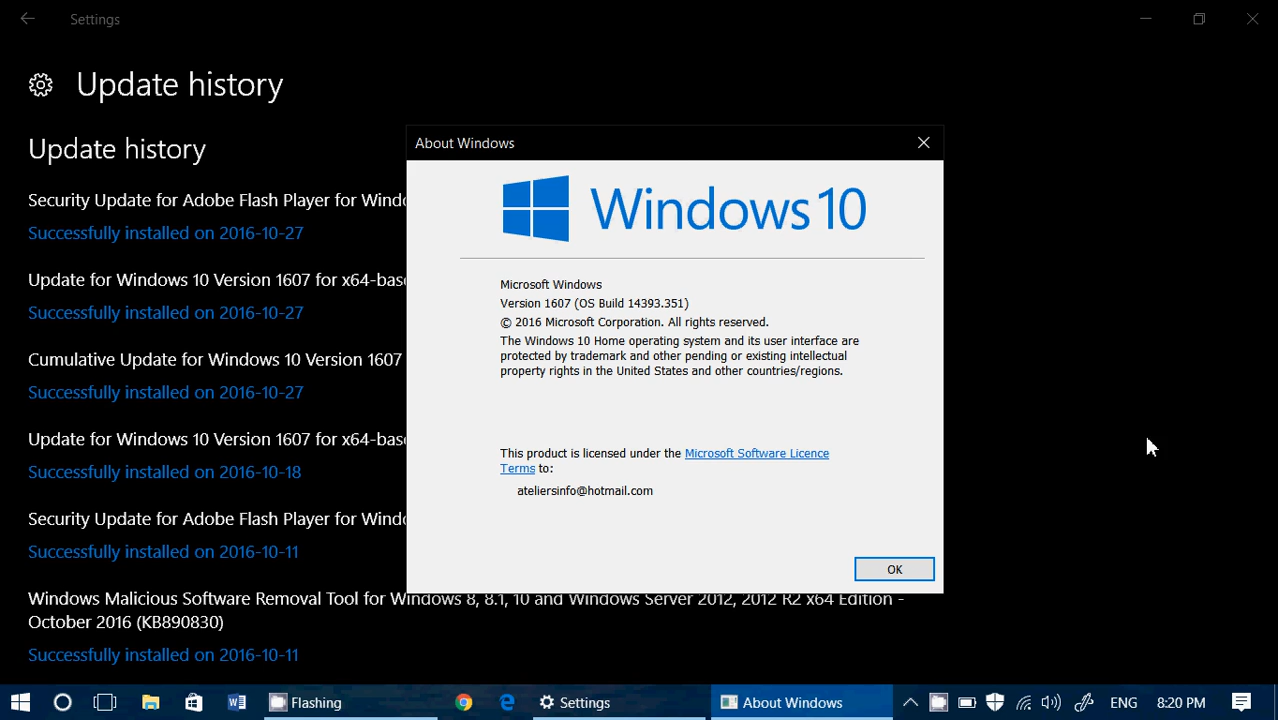 Settings
Update history
Update history
Security Update for Adobe Flash Player for Windo
Successfully installed on 2016-10-27
Update for Windows 10 Version 1607 for x64-base
Successfully installed on 2016-10-27
Cumulative Update for Windows 10 Version 1607
Successfully installed on 2016-10-27
Update for Windows 10 Version 1607 for x64-base
Successfully installed on 2016-10-18
Security Update for Adobe Flash Player for Windo
Successfully installed on 2016-10-11
Windows Malicious Software Removal Tool for Windows 8, 8.1, 10 and Windows Server 2012, 2012 R2 x64 Edition -
October 2016 (KB890830)
Successfully installed on 2016-10-11
About Windows
Windows 10
Microsoft Windows
Version 1607 (OS Build 14393.351)
© 2016 Microsoft Corporation. All rights reserved.
The Windows 10 Home operating system and its user interface are
protected by trademark and other pending or existing intellectual
property rights in the United States and other countries/regions.
This product is licensed under the Microsoft Software Licence
Terms to:
ateliersinfo@hotmail.com
OK
Flashing
Settings
About Windows
ENG
8:20 PM